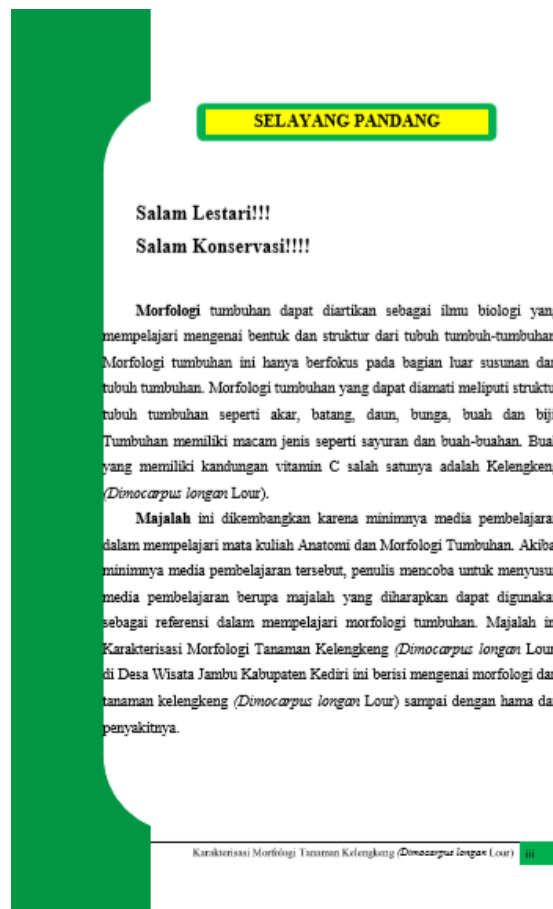 SELAYANG PANDANG
Salam Lestari!!!
Salam Konservasi!!!!
Morfologi tumbuhan dapat diartikan sebagai ilmu biologi yang
mempelajari mengenai bentuk dan struktur dari tubuh tumbuh-tumbuhan
Morfologi tumbuhan ini hanya berfokus pada bagian luar susunan dar
tubuh tumbuhan. Morfologi tumbuhan yang dapat diamati meliputi struktu
tubuh tumbuhan seperti akar, batang, daun, bunga, buah dan biji
Tumbuhan memiliki macam jenis seperti sayuran dan buah-buahan. Buah
yang memiliki kandungan vitamin C salah satunya adalah Kelengkeng
(Dimocarpus longan Lour).
Majalah ini dikembangkan karena minimnya media pembelajaran
dalam mempelajari mata kuliah Anatomi dan Morfologi Tumbuhan. Akiba
minimnya media pembelajaran tersebut, penulis mencoba untuk menyusun
media pembelajaran berupa majalah yang diharapkan dapat digunakan
sebagai referensi dalam mempelajari morfologi tumbuhan. Majalah in
Karakterisasi Morfologi Tanaman Kelengkeng (Dimocarpus longan Lour
di Desa Wisata Jambu Kabupaten Kediri ini berisi mengenai morfologi dar
tanaman kelengkeng (Dimocarpus longan Lour) sampai dengan hama da
penyakitnya.
Karakterisasi Morfologi Tanaman Kelengkeng (Dimocarpus longan Lour) iii